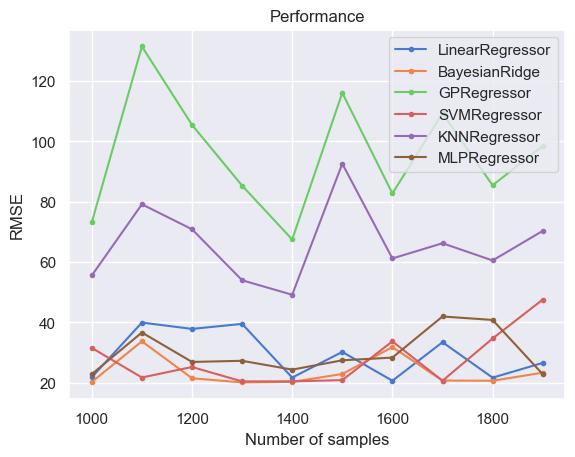 Performance
LinearRegressor
BayesianRidge
GPRegressor
SVMRegressor
KNNRegressor
MLPRegressor
RMSE
120
100
80
60
40
20
1000
1200
1400
1600
1800
Number of samples